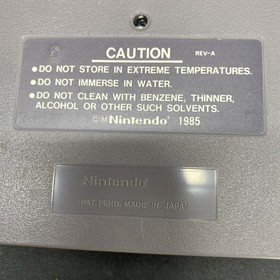 CAUTION REV-A
•DO NOT STORE IN EXTREME TEMPERATURES.
•DO NOT IMMERSE IN WATER.
•DO NOT CLEAN WITH BENZENE, THINNER,
ALCOHOL OR OTHER SUCH SOLVENTS.
©M Nintendo® 1985
Nintendo®
PAT. PEND. MADE IN JAPAN